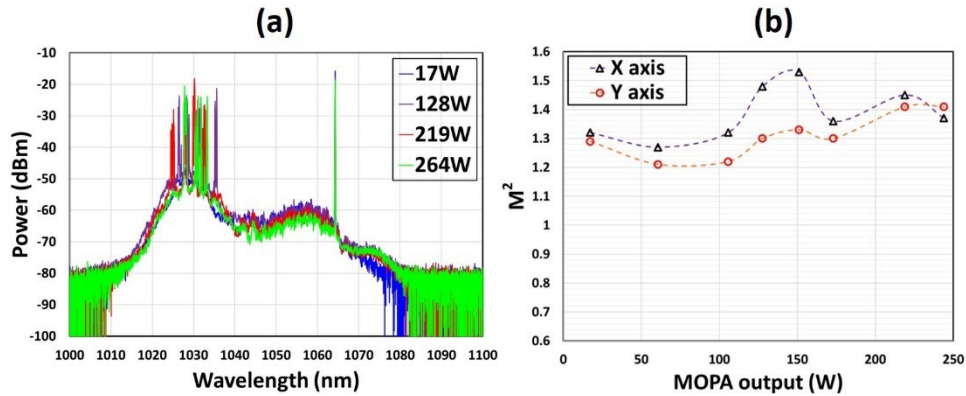 (a)
-10
-20
-30
-40
-50
-60
-70
-80
-90
-100
Power (dBm)
17W
128W
219W
264W
1000 1010 1020 1030 1040 1050 1060 1070 1080 1090 1100
Wavelength (nm)
(b)
1.6
1.5
1.4
1.3
1.2
1.1
1
0.9
0.8
0.7
0.6
M²
X axis
Y axis
0 50 100 150 200 250
MOPA output (W)